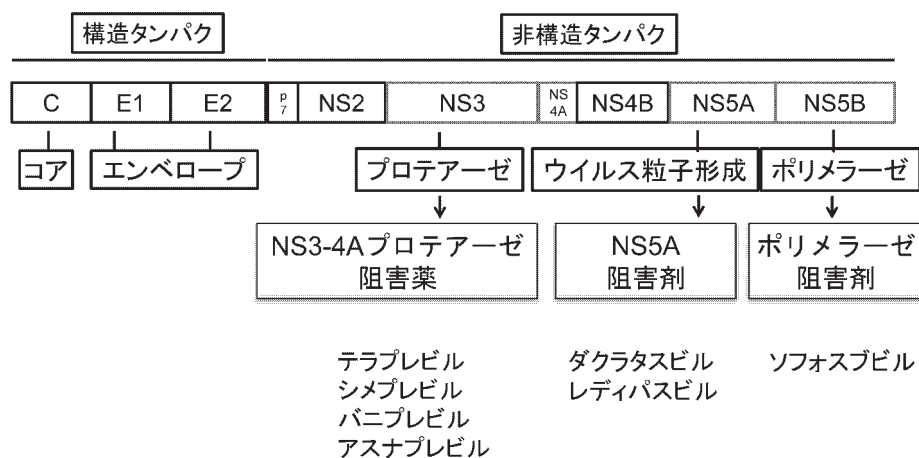 構造タンパク
非構造タンパク
C E1 E2 p7 NS2 NS3 NS4A NS4B NS5A NS5B
コア エンベロープ プロテアーゼ ウイルス粒子形成 ポリメラーゼ
NS3-4Aプロテアーゼ
阻害薬
NS5A
阻害剤
ポリメラーゼ
阻害剤
テラプレビル
シメプレビル
バニプレビル
アスナプレビル
ダクラタスビル
レディパスビル
ソフォスブビル